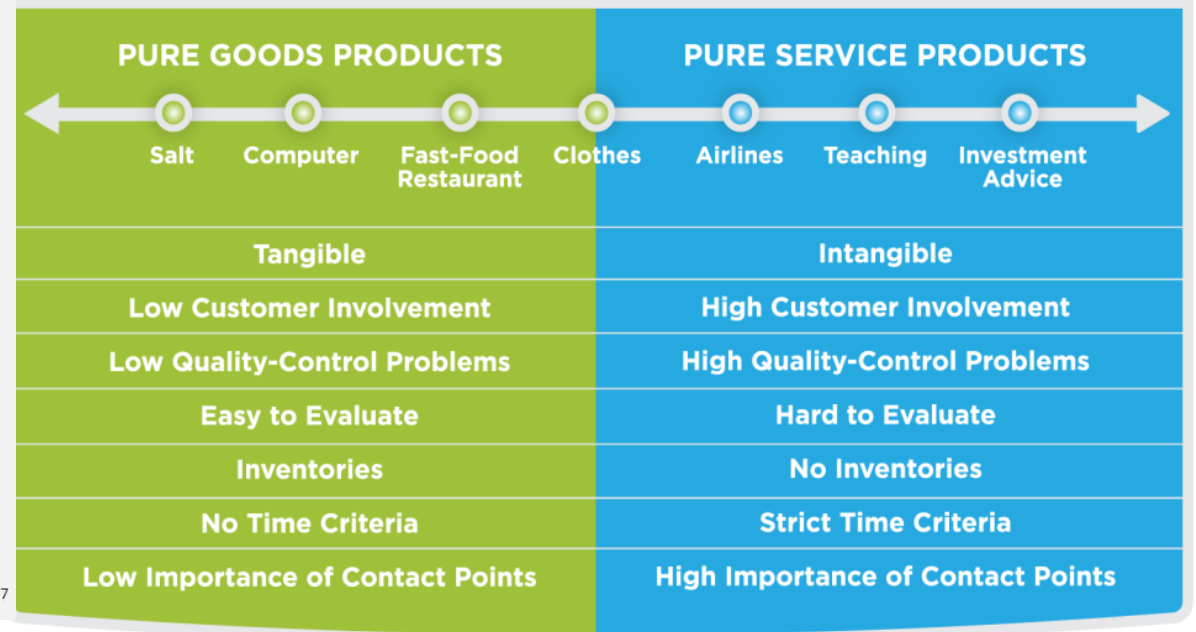 PURE GOODS PRODUCTS
PURE SERVICE PRODUCTS
Salt
Computer
Fast-Food
Restaurant
Clothes
Airlines
Teaching
Investment
Advice
Tangible
Intangible
Low Customer Involvement
High Customer Involvement
Low Quality-Control Problems
High Quality-Control Problems
Easy to Evaluate
Hard to Evaluate
Inventories
No Inventories
No Time Criteria
Strict Time Criteria
Low Importance of Contact Points
High Importance of Contact Points
7